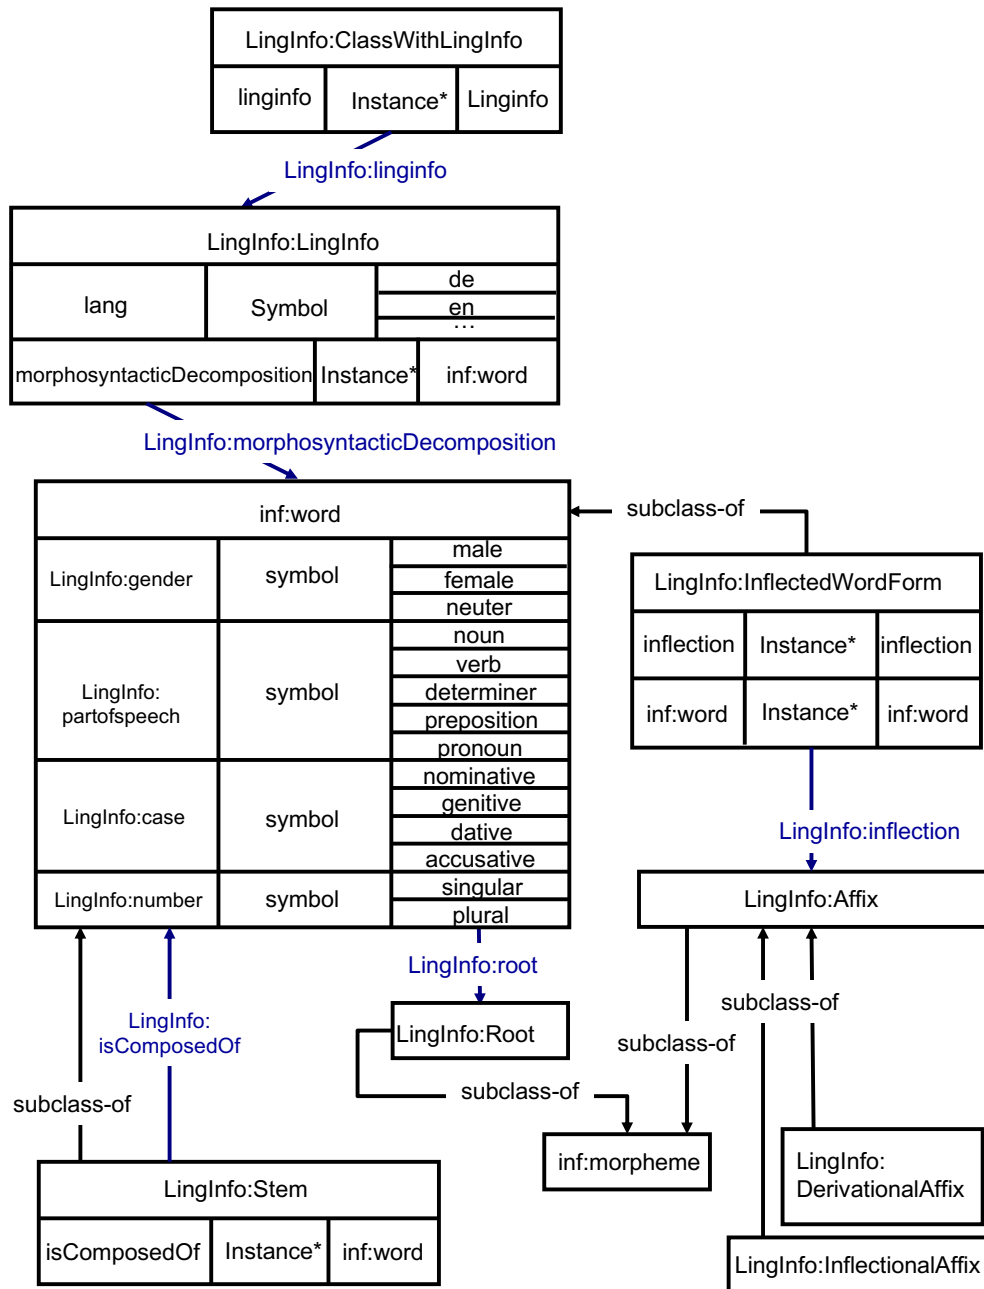 LingInfo:ClassWithLingInfo
linginfo Instance* Linginfo
LingInfo:linginfo
LingInfo:LingInfo
lang Symbol de
en
...
morphosyntacticDecomposition Instance* inf:word
LingInfo:morphosyntacticDecomposition
inf:word
LingInfo:gender symbol male
female
neuter
LingInfo:
partofspeech
symbol
noun
verb
determiner
preposition
pronoun
LingInfo:case symbol nominative
genitive
dative
accusative
LingInfo:number symbol singular
plural
subclass-of
LingInfo:InflectedWordForm
inflection Instance* inflection
inf:word Instance* inf:word
LingInfo:inflection
LingInfo:Affix
LingInfo:root
LingInfo:Root
LingInfo:
isComposedOf
subclass-of
subclass-of
subclass-of
subclass-of
inf:morpheme
LingInfo:
DerivationalAffix
LingInfo:InflectionalAffix
LingInfo:Stem
isComposedOf Instance* inf:word